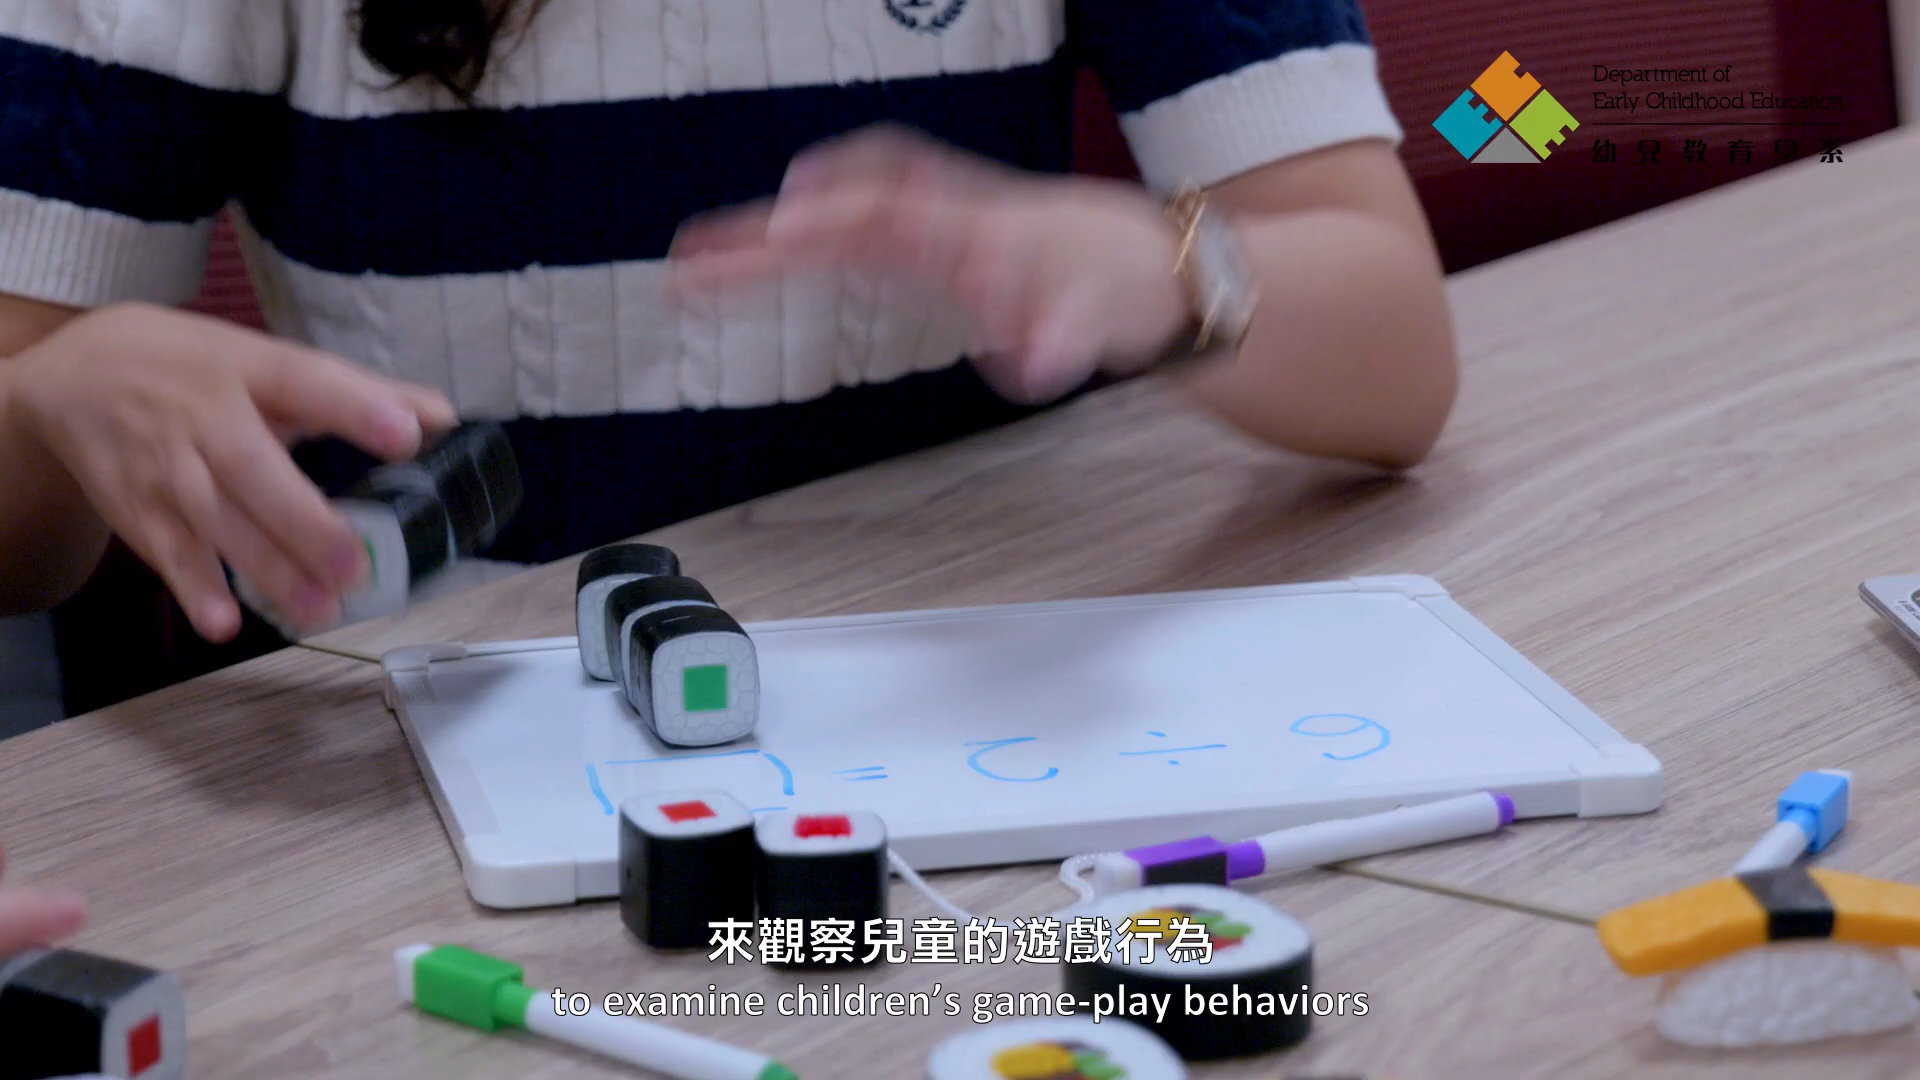 Department of
Early Childhood Education
幼兒教育學系
6 ÷ 2 =
來觀察兒童的遊戲行為
to examine children's game-play behaviors